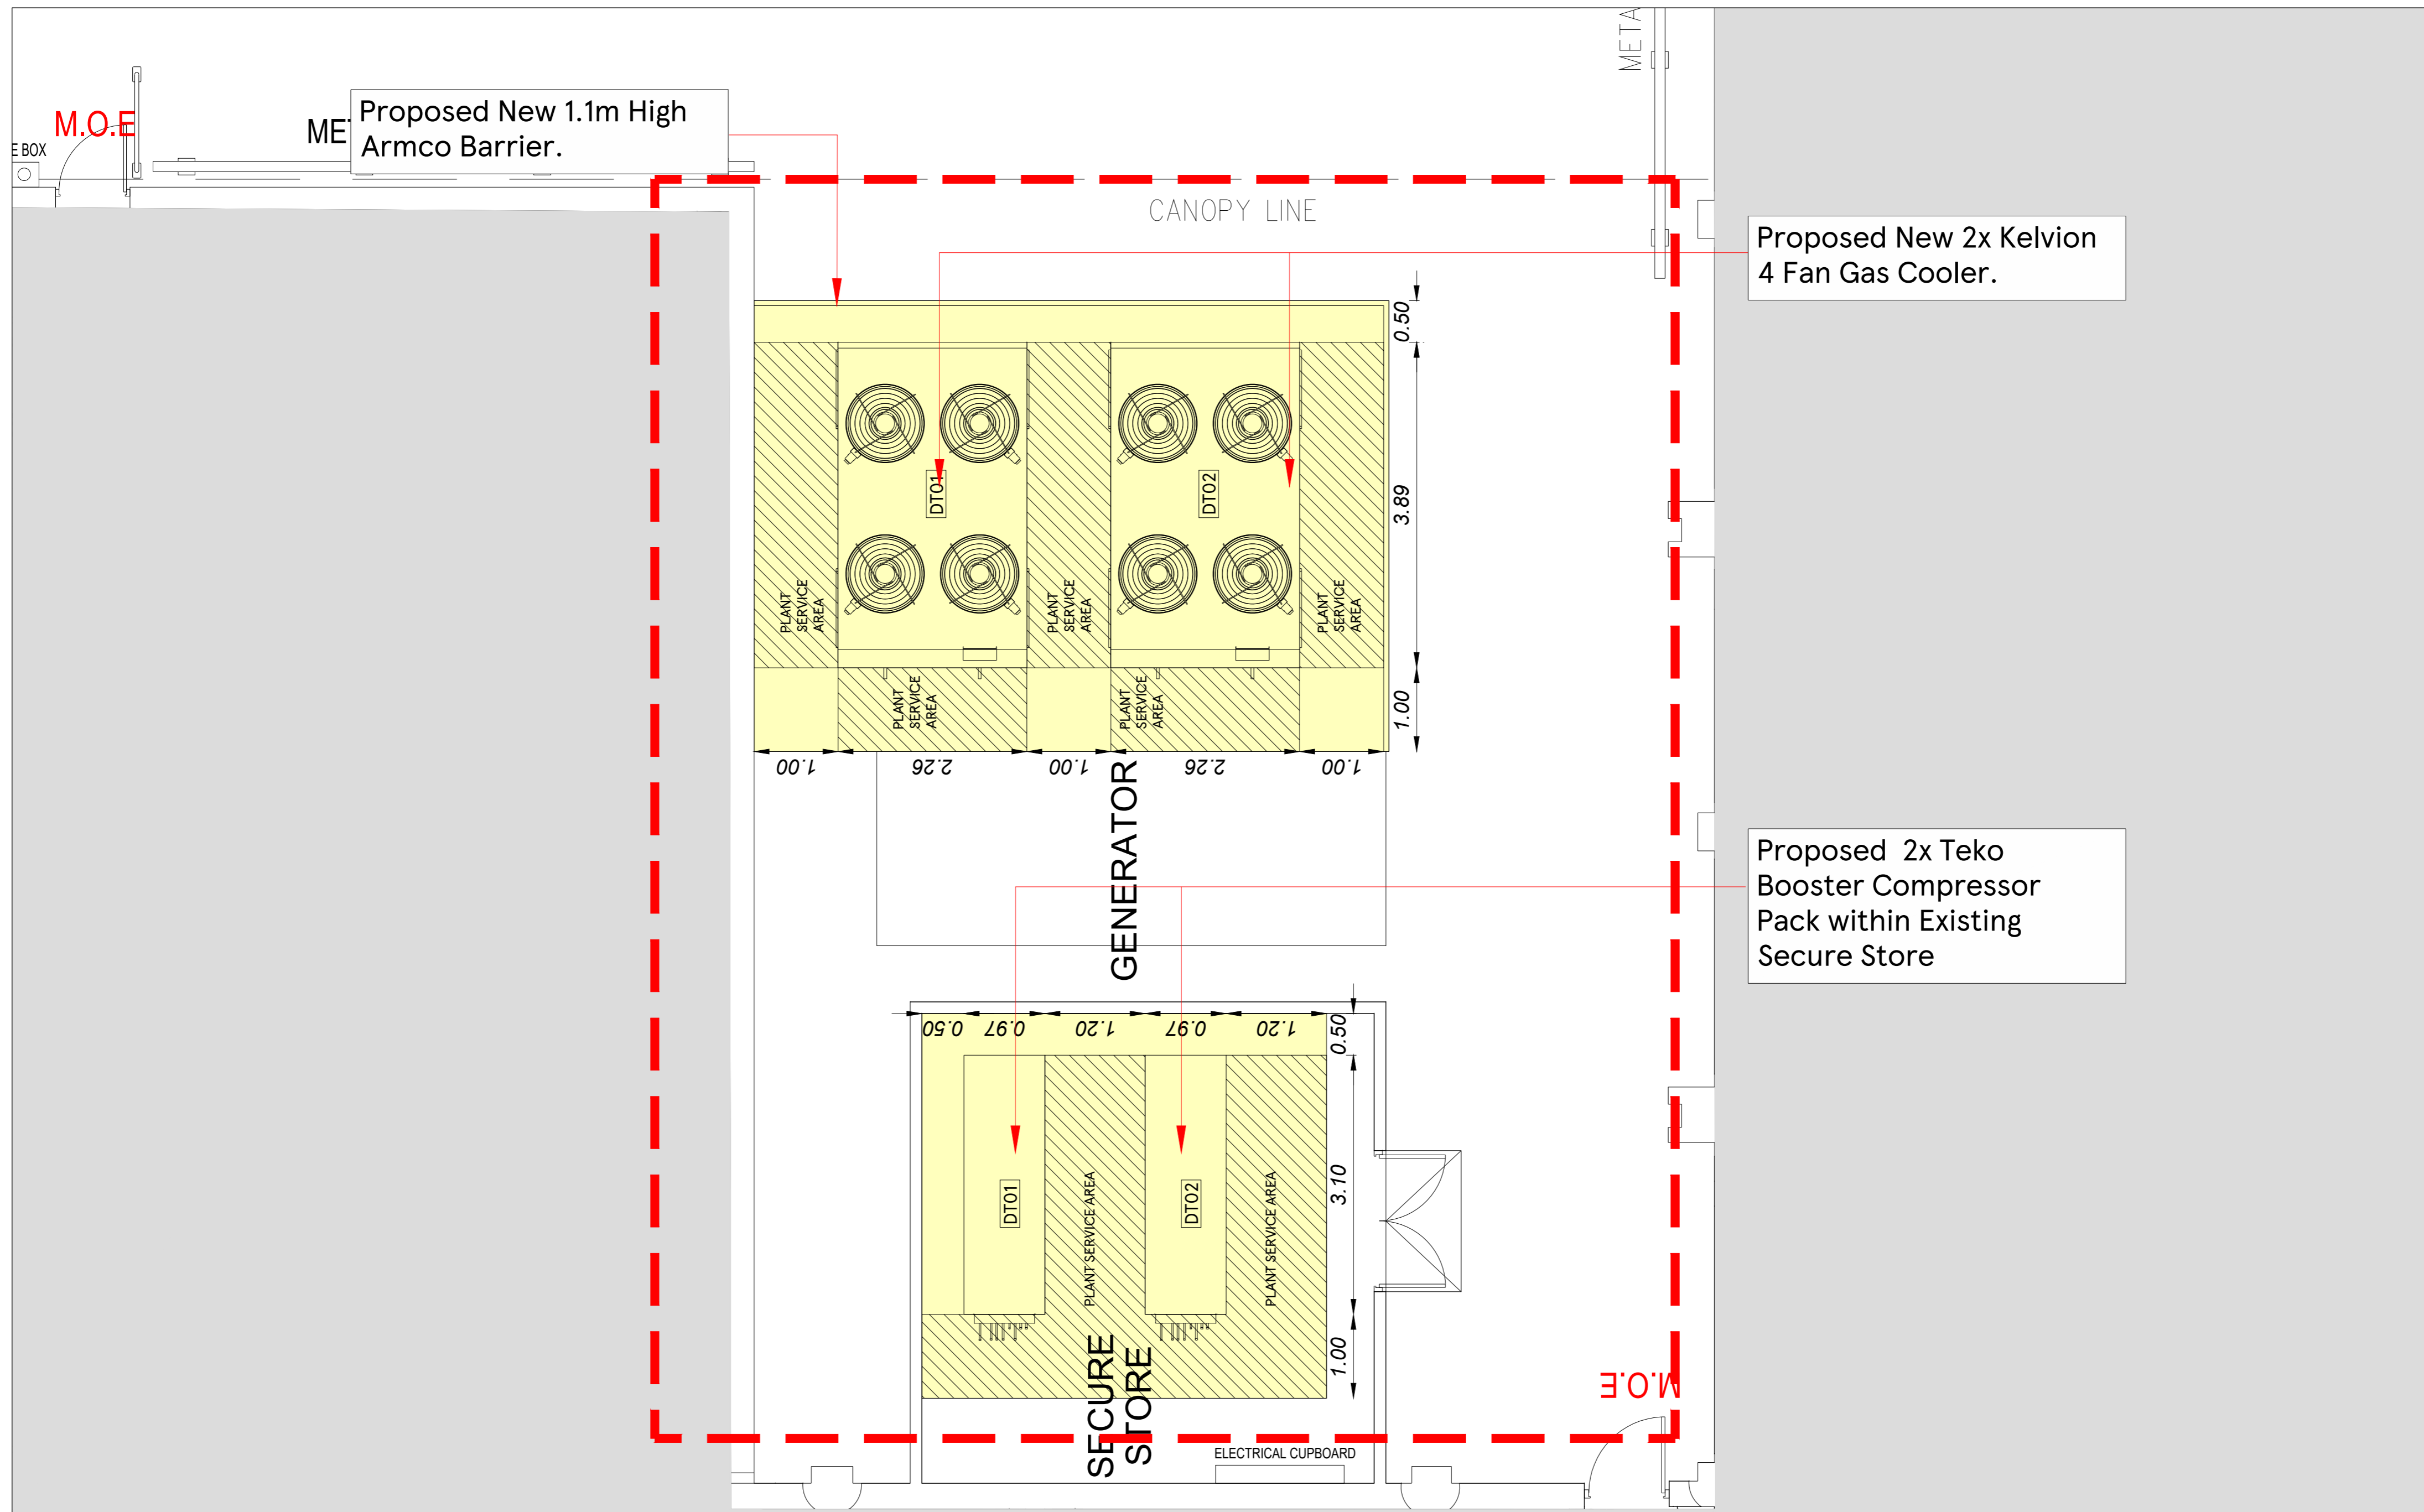 META
Proposed New 1.1m High
Armco Barrier.
M.O.E
MET
E BOX
CANOPY LINE
Proposed New 2x Kelvion
4 Fan Gas Cooler.
0.50
3.89
1.00
DT01
DT02
PLANT
SERVICE
AREA
PLANT
SERVICE
AREA
PLANT
SERVICE
AREA
PLANT
SERVICE
AREA
PLANT
SERVICE
AREA
1.00
2.26
1.00
2.26
1.00
GENERATOR
Proposed 2x Teko
Booster Compressor
Pack within Existing
Secure Store
0.50
0.97
1.20
0.97
1.20
0.50
3.10
1.00
DT01
PLANT SERVICE AREA
DT02
PLANT SERVICE AREA
SECURE
STORE
M.O.E
ELECTRICAL CUPBOARD